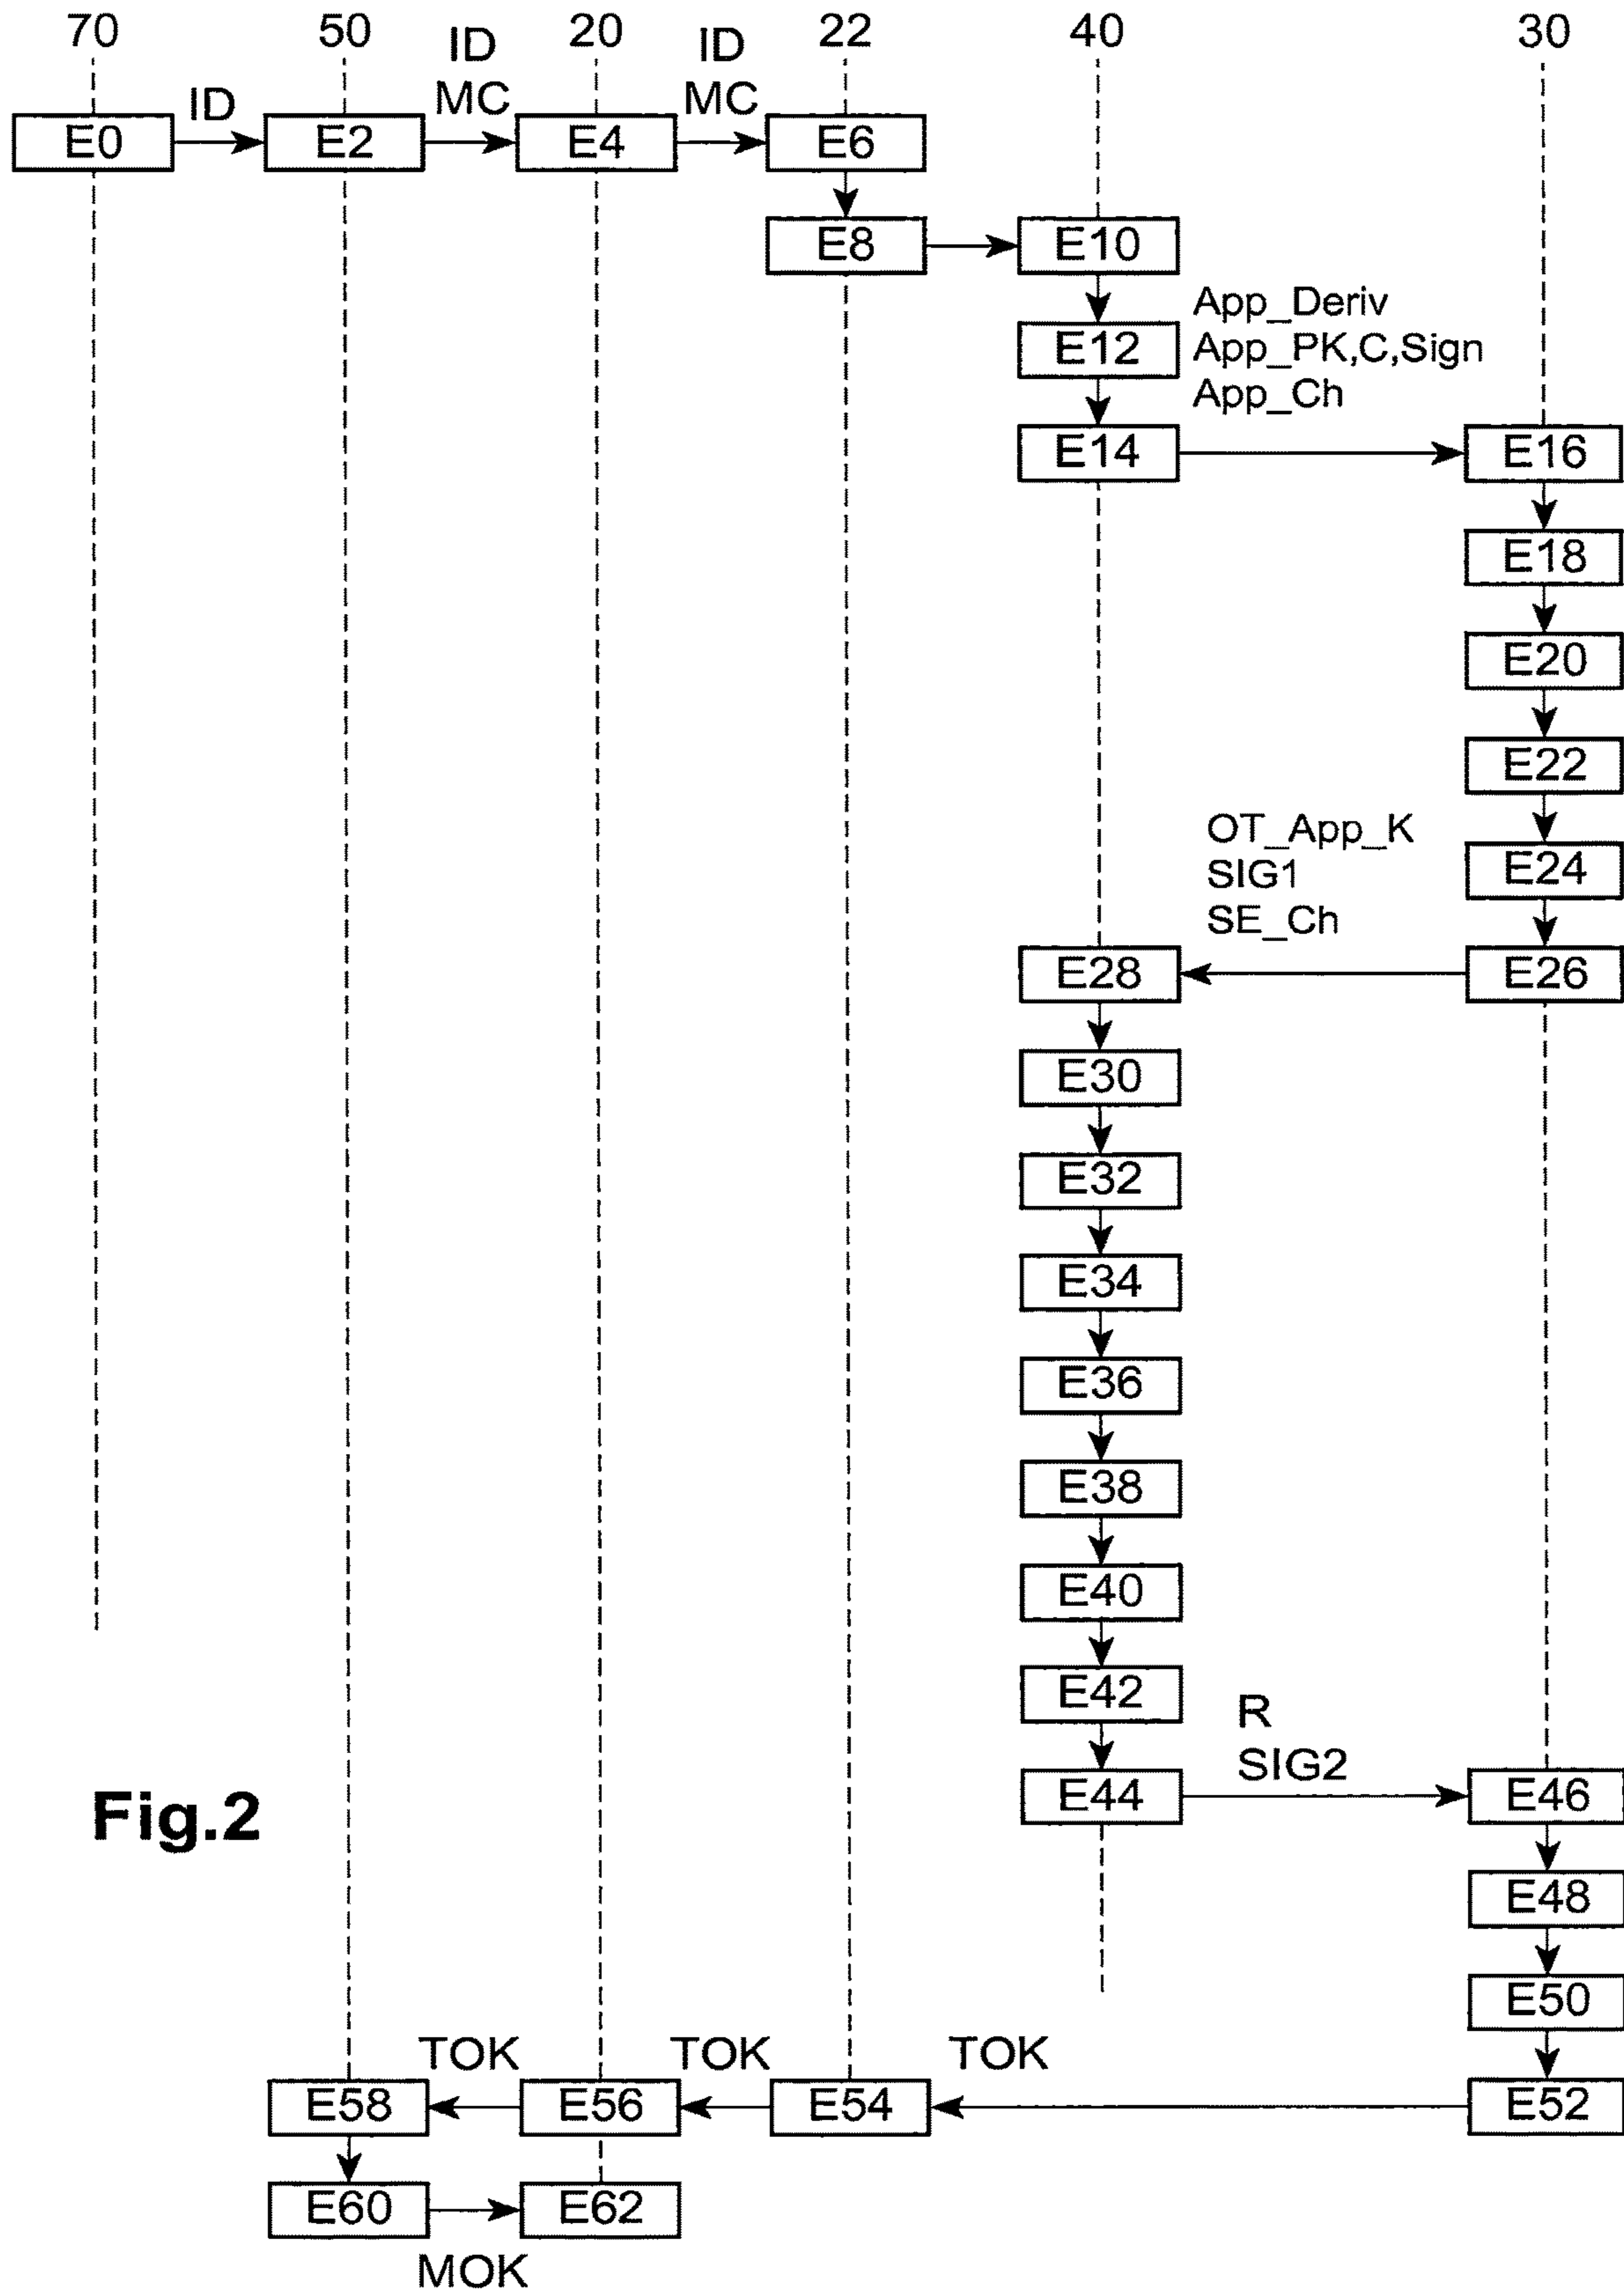 70 50 20 22 40 30
ID ID
ID MC MC
E0 E2 E4 E6
E8 E10
App_Deriv
E12 App_PK,C,Sign
App_Ch
E14 E16
E18
E20
E22
OT_App_K
SIG1 E24
SE_Ch
E28 E26
E30
E32
E34
E36
E38
E40
E42
R
SIG2
E44 E46
Fig.2
E48
E50
TOK TOK TOK
E58 E56 E54 E52
E60 E62
MOK